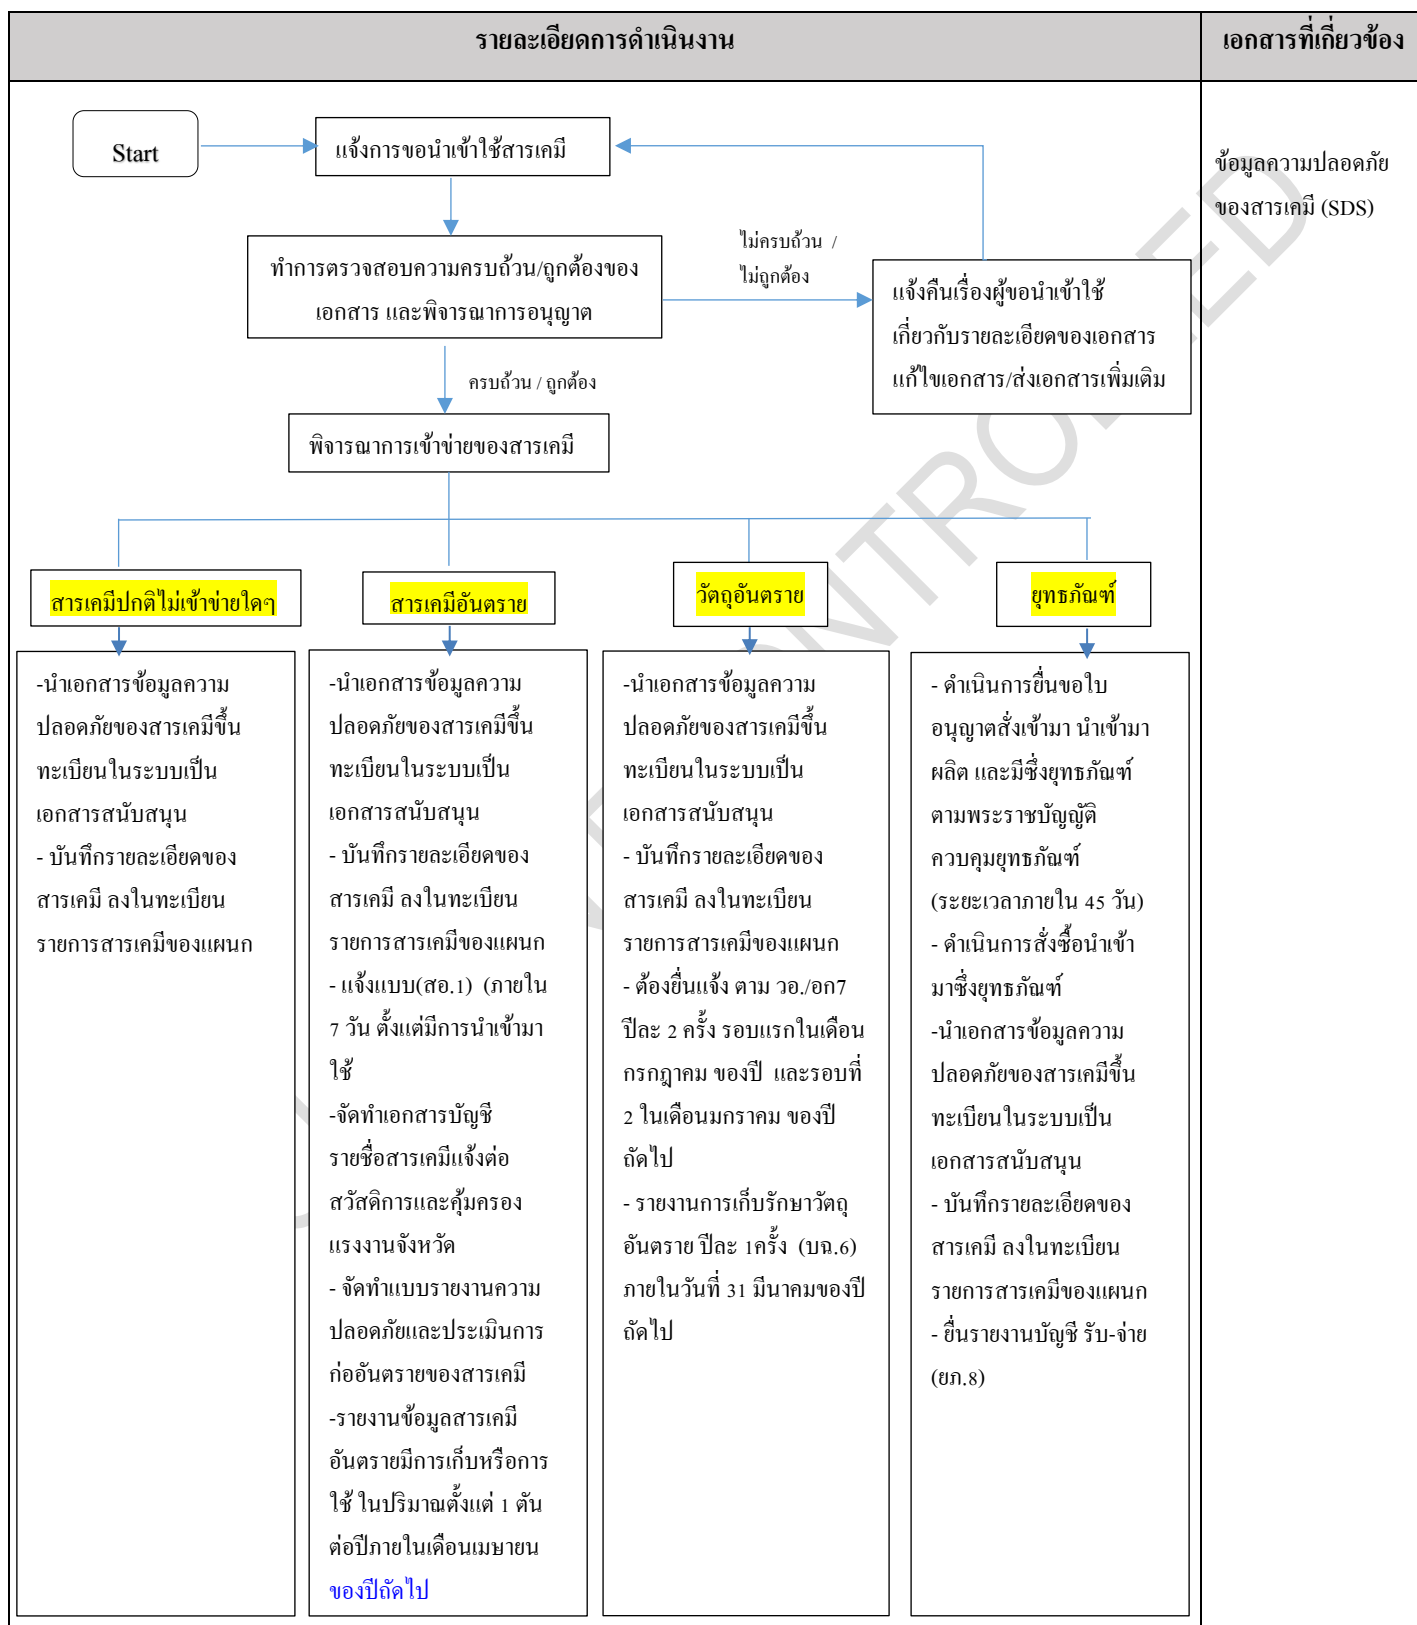 รายละเอียดการดำเนินงาน
เอกสารที่เกี่ยวข้อง
Start
แจ้งการขอนำเข้าใช้สารเคมี
ข้อมูลความปลอดภัย
ของสารเคมี (SDS)
ทำการตรวจสอบความครบถ้วน/ถูกต้องของ
เอกสาร และพิจารณาการอนุญาต
ไม่ครบถ้วน /
ไม่ถูกต้อง
แจ้งคืนเรื่องผู้ขอนำเข้าใช้
เกี่ยวกับรายละเอียดของเอกสาร
แก้ไขเอกสาร/ส่งเอกสารเพิ่มเติม
ครบถ้วน / ถูกต้อง
พิจารณาการเข้าข่ายของสารเคมี
สารเคมีปกติไม่เข้าข่ายใดๆ
-นำเอกสารข้อมูลความ
ปลอดภัยของสารเคมีขึ้น
ทะเบียนในระบบเป็น
เอกสารสนับสนุน
- บันทึกรายละเอียดของ
สารเคมี ลงในทะเบียน
รายการสารเคมีของแผนก
สารเคมีอันตราย
-นำเอกสารข้อมูลความ
ปลอดภัยของสารเคมีขึ้น
ทะเบียนในระบบเป็น
เอกสารสนับสนุน
- บันทึกรายละเอียดของ
สารเคมี ลงในทะเบียน
รายการสารเคมีของแผนก
- แจ้งแบบ(สอ.1) (ภายใน
7 วัน ตั้งแต่มีการนำเข้ามา
ใช้
-จัดทำเอกสารบัญชี
รายชื่อสารเคมีแจ้งต่อ
สวัสดิการและคุ้มครอง
แรงงานจังหวัด
- จัดทำแบบรายงานความ
ปลอดภัยและประเมินการ
ก่ออันตรายของสารเคมี
-รายงานข้อมูลสารเคมี
อันตรายมีการเก็บหรือการ
ใช้ ในปริมาณตั้งแต่ 1 ตัน
ต่อปีภายในเดือนเมษายน
ของปีถัดไป
วัตถุอันตราย
-นำเอกสารข้อมูลความ
ปลอดภัยของสารเคมีขึ้น
ทะเบียนในระบบเป็น
เอกสารสนับสนุน
- บันทึกรายละเอียดของ
สารเคมี ลงในทะเบียน
รายการสารเคมีของแผนก
- ต้องยื่นแจ้ง ตาม วอ./อก7
ปีละ 2 ครั้ง รอบแรกในเดือน
กรกฎาคม ของปี และรอบที่
2 ในเดือนมกราคม ของปี
ถัดไป
- รายงานการเก็บรักษาวัตถุ
อันตราย ปีละ 1ครั้ง (บฉ.6)
ภายในวันที่ 31 มีนาคมของปี
ถัดไป
ยุทธภัณฑ์
- ดำเนินการยื่นขอใบ
อนุญาตสั่งเข้ามา นำเข้ามา
ผลิต และมีซึ่งยุทธภัณฑ์
ตามพระราชบัญญัติ
ควบคุมยุทธภัณฑ์
(ระยะเวลาภายใน 45 วัน)
- ดำเนินการสั่งซื้อนำเข้า
มาซึ่งยุทธภัณฑ์
-นำเอกสารข้อมูลความ
ปลอดภัยของสารเคมีขึ้น
ทะเบียนในระบบเป็น
เอกสารสนับสนุน
- บันทึกรายละเอียดของ
สารเคมี ลงในทะเบียน
รายการสารเคมีของแผนก
- ยื่นรายงานบัญชี รับ-จ่าย
(ยภ.8)